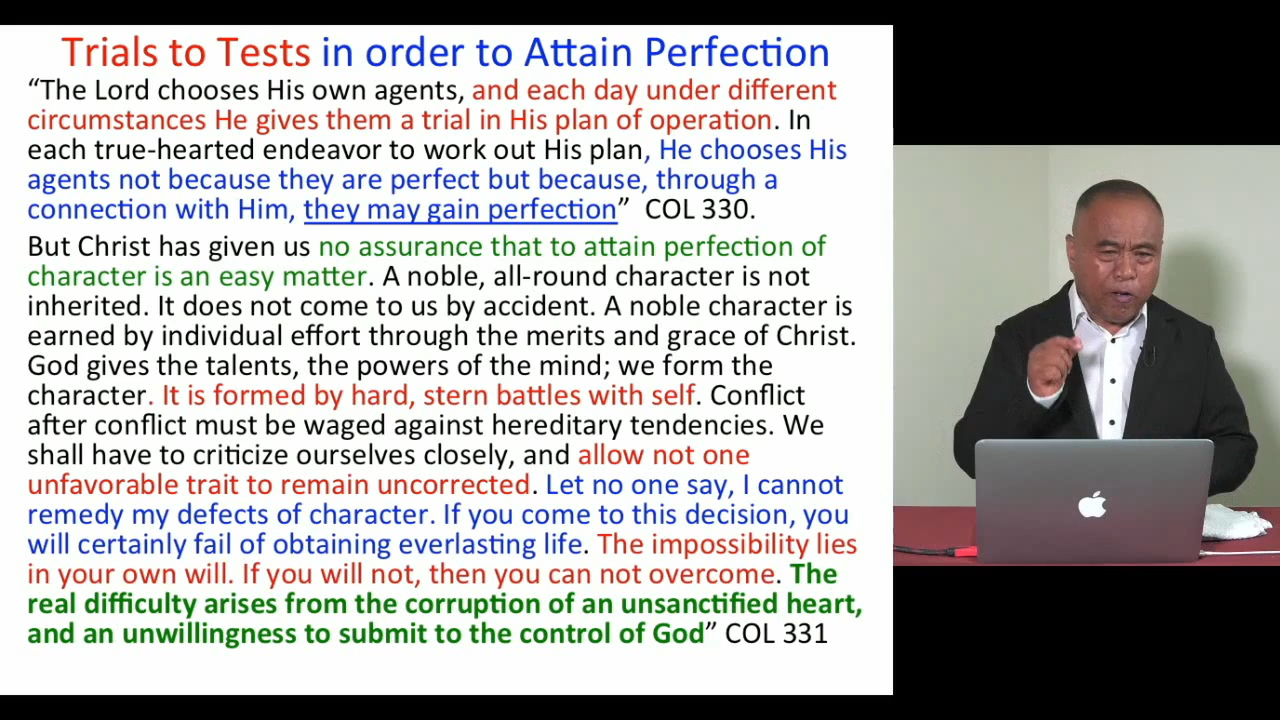 Trials to Tests in order to Attain Perfection
“The Lord chooses His own agents, and each day under different
circumstances He gives them a trial in His plan of operation. In
each true-hearted endeavor to work out His plan, He chooses His
agents not because they are perfect but because, through a
connection with Him, they may gain perfection” COL 330.
But Christ has given us no assurance that to attain perfection of
character is an easy matter. A noble, all-round character is not
inherited. It does not come to us by accident. A noble character is
earned by individual effort through the merits and grace of Christ.
God gives the talents, the powers of the mind; we form the
character. It is formed by hard, stern battles with self. Conflict
after conflict must be waged against hereditary tendencies. We
shall have to criticize ourselves closely, and allow not one
unfavorable trait to remain uncorrected. Let no one say, I cannot
remedy my defects of character. If you come to this decision, you
will certainly fail of obtaining everlasting life. The impossibility lies
in your own will. If you will not, then you can not overcome. The
real difficulty arises from the corruption of an unsanctified heart,
and an unwillingness to submit to the control of God” COL 331